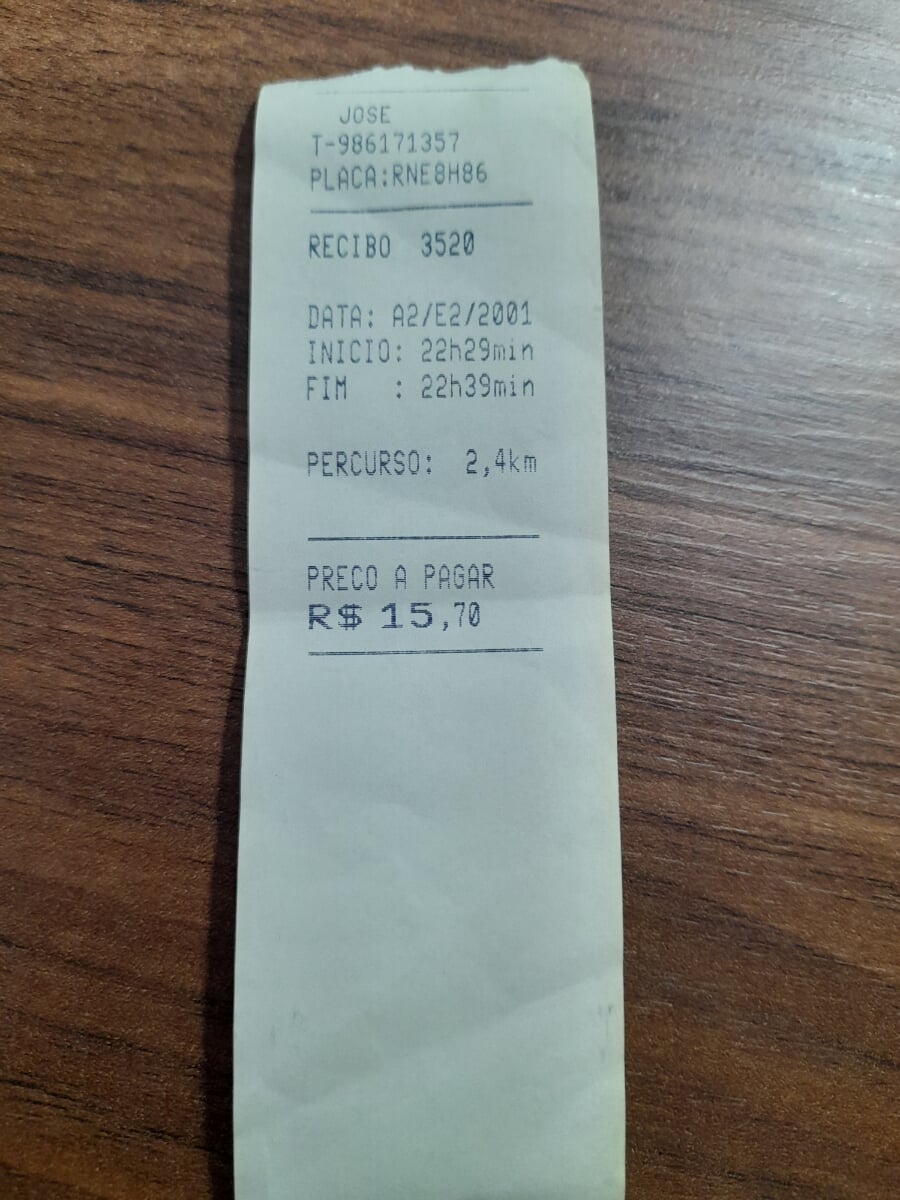 JOSE
T-986171357
PLACA:RNE8H86
RECIBO 3520
DATA: A2/E2/2001
INICIO: 22h29min
FIM : 22h39min
PERCURSO: 2,4km
PRECO A PAGAR
R$ 15,70